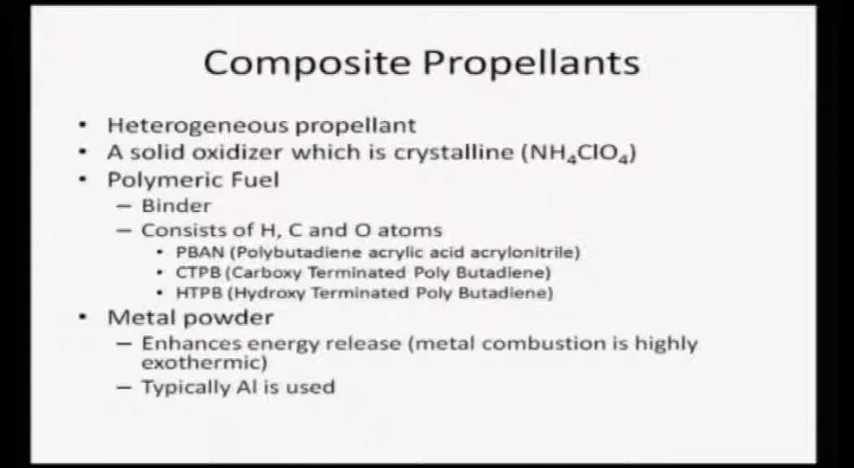 Composite Propellants
• Heterogeneous propellant
• A solid oxidizer which is crystalline (NH₄ClO₄)
• Polymeric Fuel
– Binder
– Consists of H, C and O atoms
• PBAN (Polybutadiene acrylic acid acrylonitrile)
• CTPB (Carboxy Terminated Poly Butadiene)
• HTPB (Hydroxy Terminated Poly Butadiene)
• Metal powder
– Enhances energy release (metal combustion is highly
exothermic)
– Typically Al is used